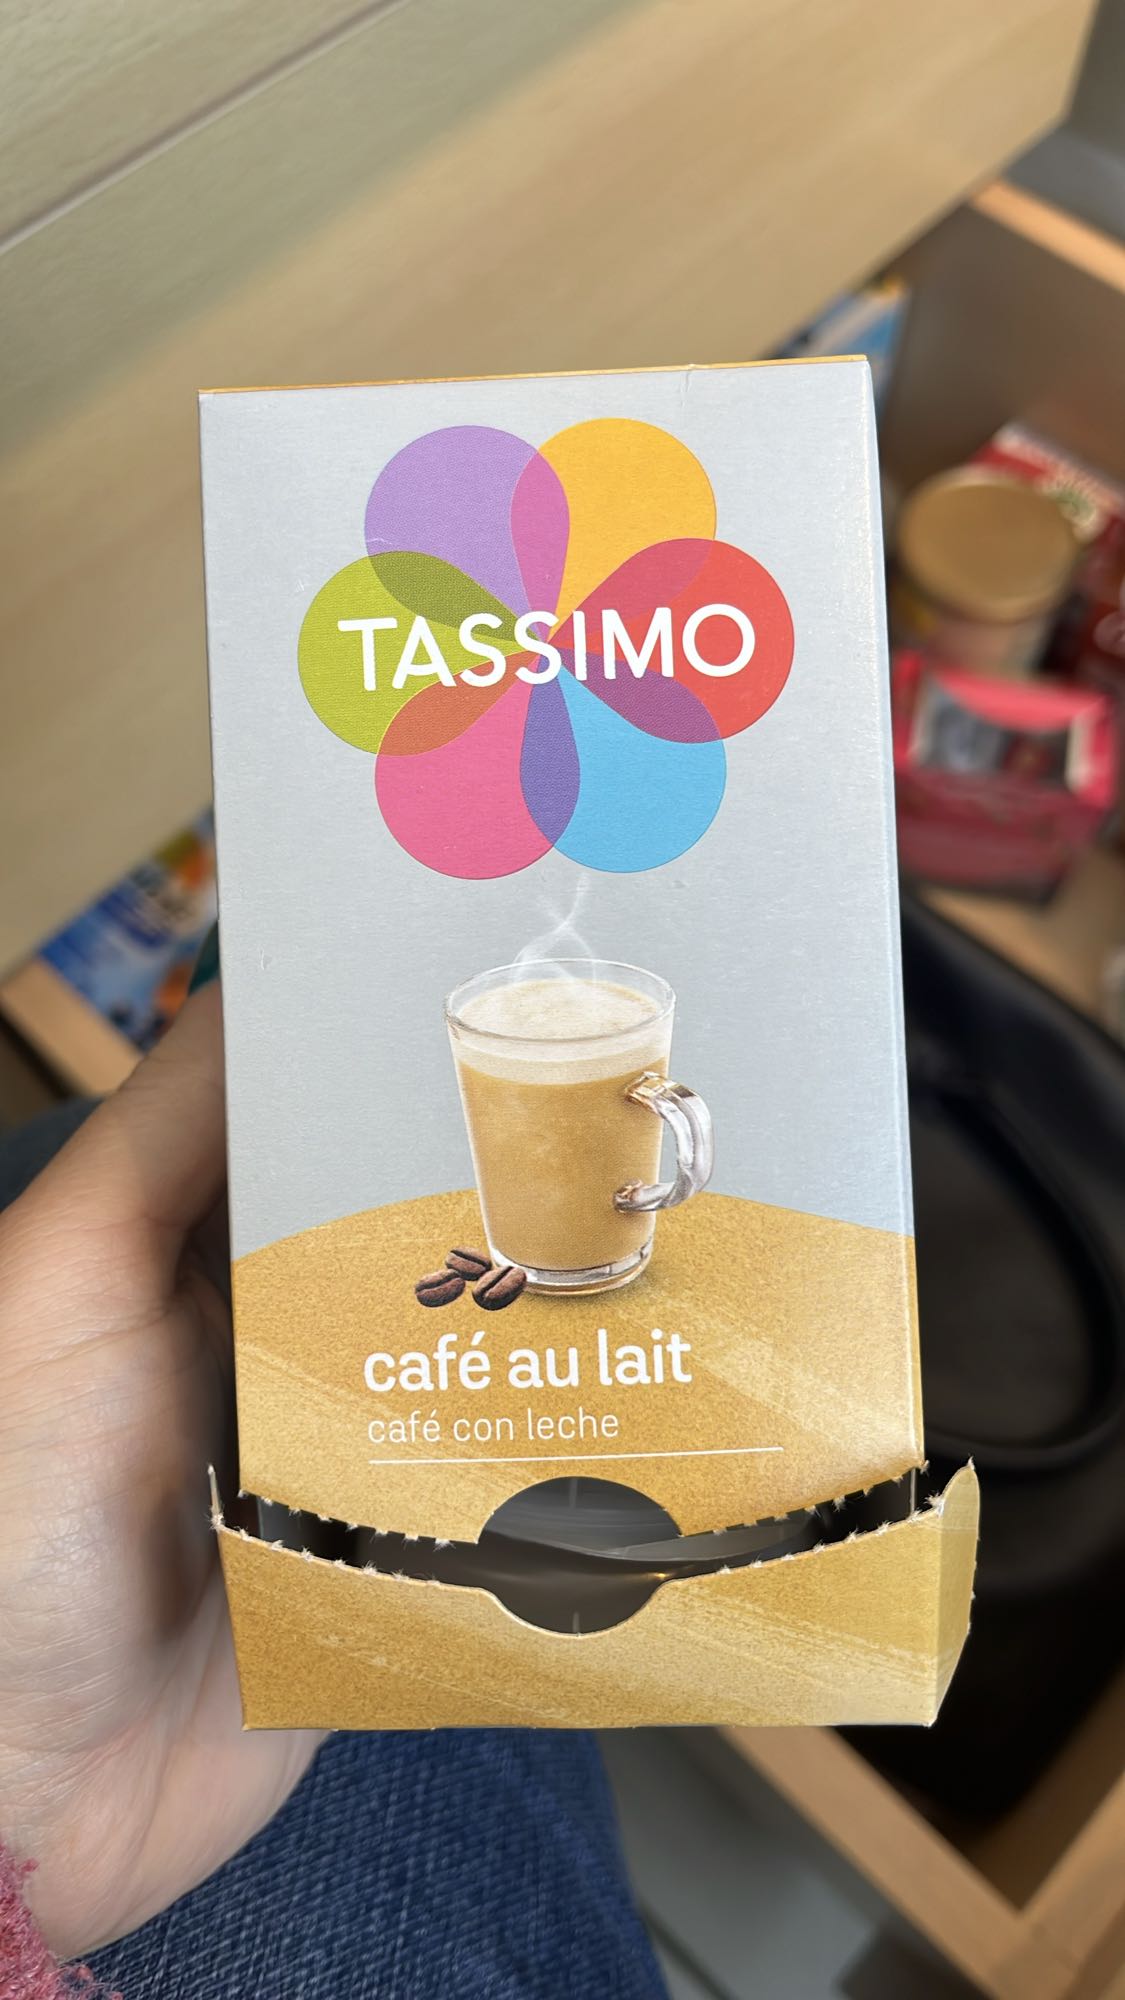 TASSIMO
café au lait
café con leche